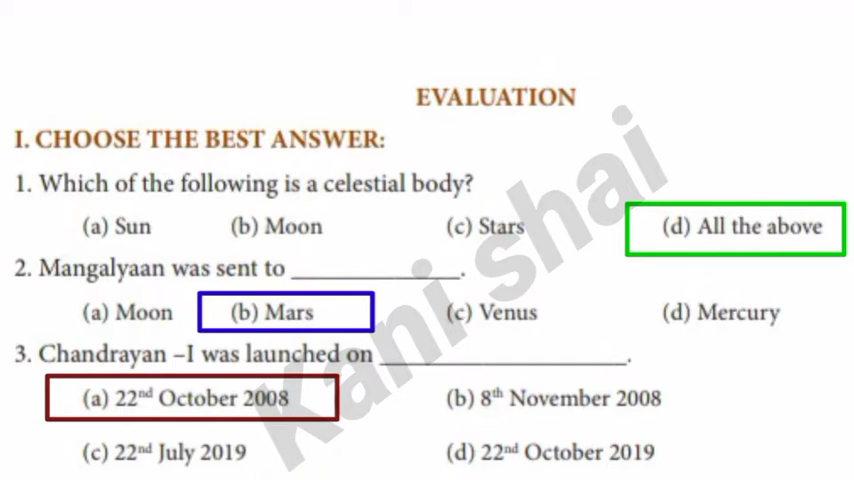 EVALUATION
I. CHOOSE THE BEST ANSWER:
1. Which of the following is a celestial body?
(a) Sun (b) Moon (c) Stars (d) All the above
2. Mangalyaan was sent to ______________.
(a) Moon (b) Mars (c) Venus (d) Mercury
3. Chandrayan –I was launched on ____________________.
(a) 22nd October 2008 (b) 8th November 2008
(c) 22nd July 2019 (d) 22nd October 2019
Kani shai